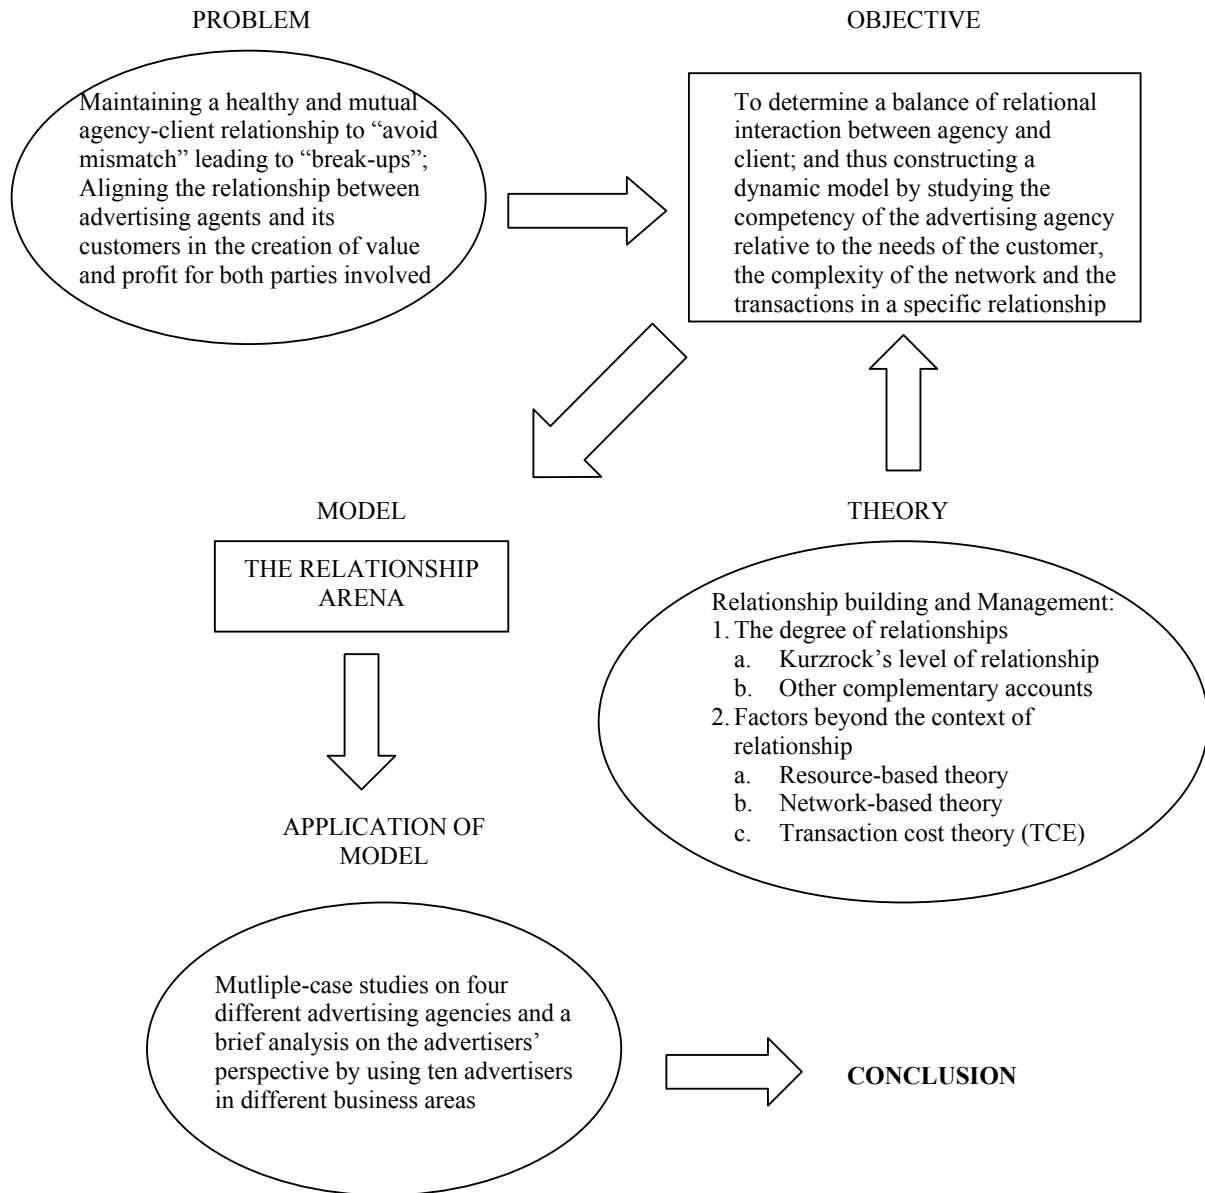 PROBLEM
Maintaining a healthy and mutual
agency-client relationship to “avoid
mismatch” leading to “break-ups”;
Aligning the relationship between
advertising agents and its
customers in the creation of value
and profit for both parties involved
OBJECTIVE
To determine a balance of relational
interaction between agency and
client; and thus constructing a
dynamic model by studying the
competency of the advertising agency
relative to the needs of the customer,
the complexity of the network and the
transactions in a specific relationship
MODEL
THE RELATIONSHIP
ARENA
THEORY
Relationship building and Management:
1. The degree of relationships
a. Kurzrock’s level of relationship
b. Other complementary accounts
2. Factors beyond the context of
relationship
a. Resource-based theory
b. Network-based theory
c. Transaction cost theory (TCE)
APPLICATION OF
MODEL
Mutliple-case studies on four
different advertising agencies and a
brief analysis on the advertisers’
perspective by using ten advertisers
in different business areas
CONCLUSION